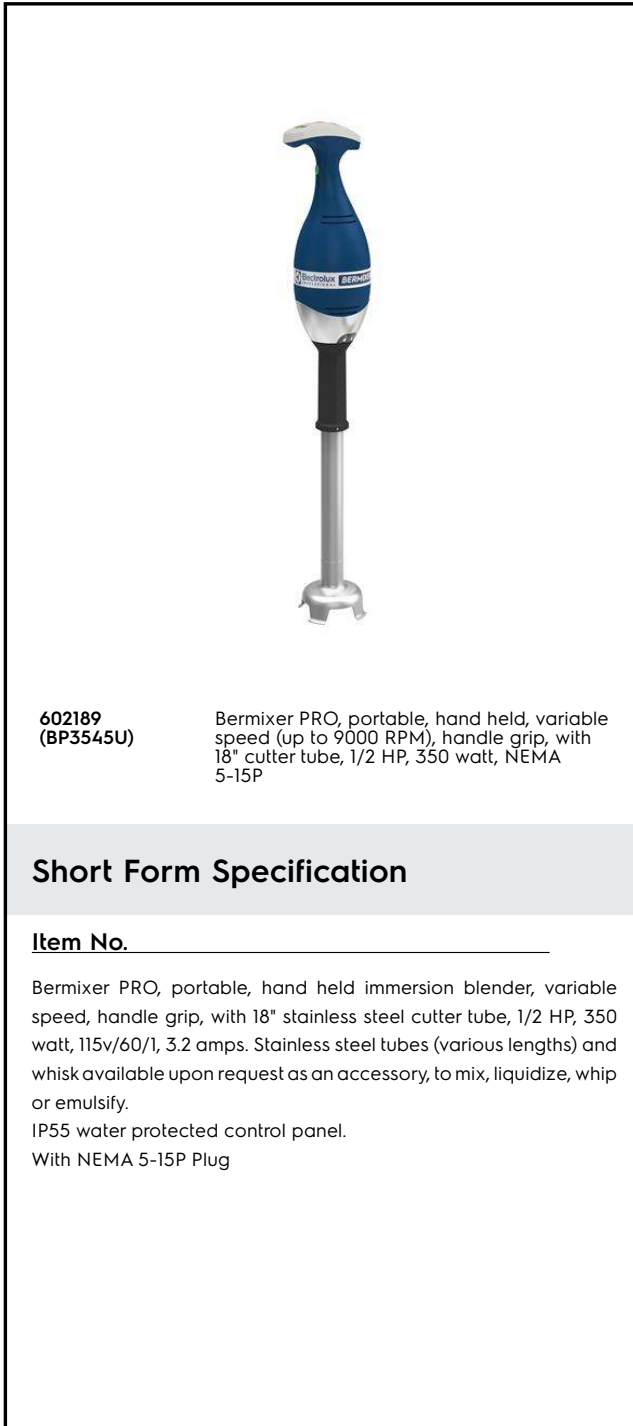 Electrolux BERMIXER
PROFESSIONAL
602189
(BP3545U)
Bermixer PRO, portable, hand held, variable
speed (up to 9000 RPM), handle grip, with
18" cutter tube, 1/2 HP, 350 watt, NEMA
5-15P
Short Form Specification
Item No.
Bermixer PRO, portable, hand held immersion blender, variable
speed, handle grip, with 18" stainless steel cutter tube, 1/2 HP, 350
watt, 115v/60/1, 3.2 amps. Stainless steel tubes (various lengths) and
whisk available upon request as an accessory, to mix, liquidize, whip
or emulsify.
IP55 water protected control panel.
With NEMA 5-15P Plug